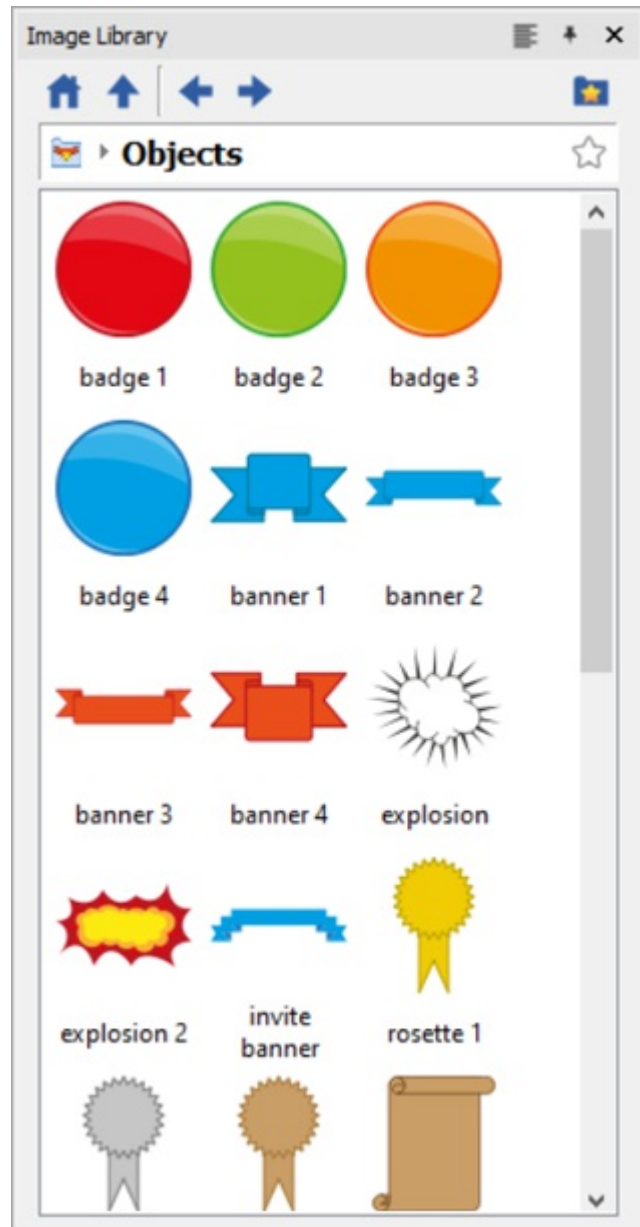 Image Library
Objects
badge 1 badge 2 badge 3
badge 4 banner 1 banner 2
banner 3 banner 4 explosion
explosion 2 invite banner rosette 1